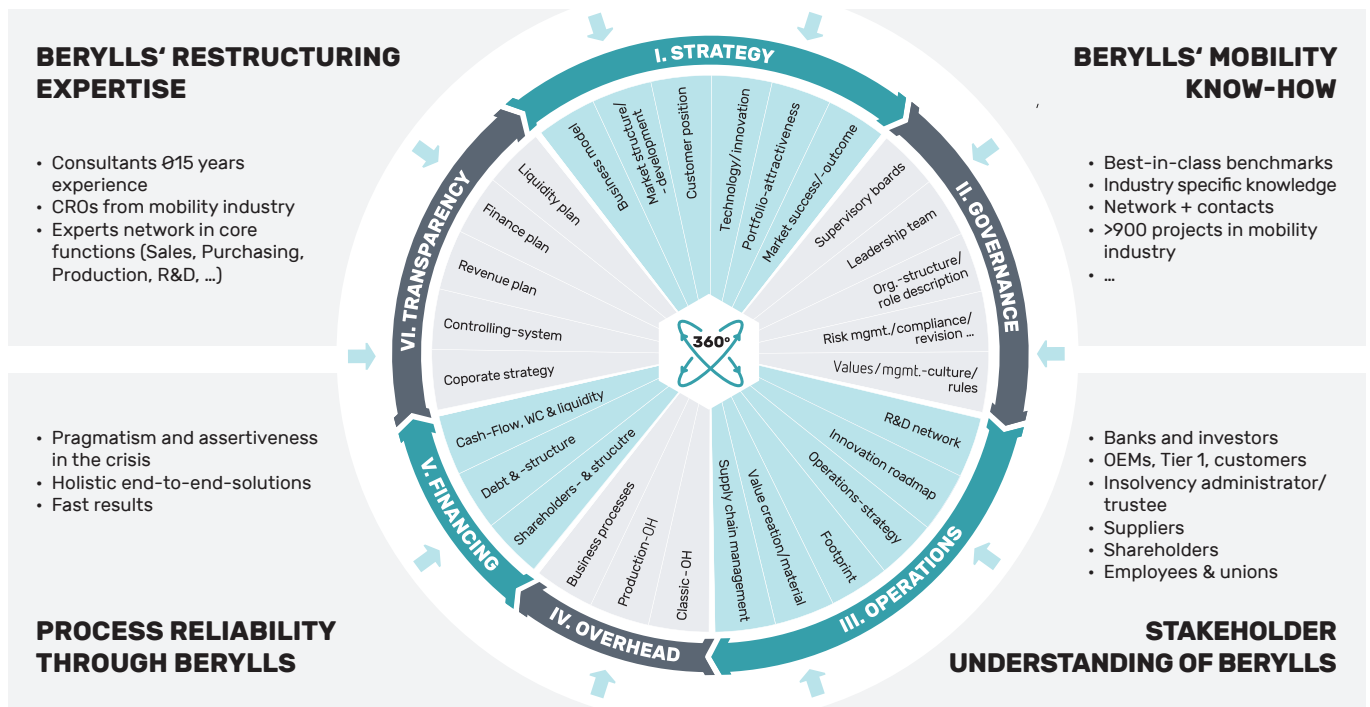 BERYLLS‘ RESTRUCTURING
EXPERTISE
• Consultants Ø15 years
experience
• CROs from mobility industry
• Experts network in core
functions (Sales, Purchasing,
Production, R&D, …)
BERYLLS‘ MOBILITY
KNOW-HOW
,
• Best-in-class benchmarks
• Industry specific knowledge
• Network + contacts
• >900 projects in mobility
industry
• …
I. STRATEGY
Business model
Market structure/
-development
Customer position
Technology/innovation
Portfolio-attractiveness
Market success/-outcome
II. GOVERNANCE
Supervisory boards
Leadership team
Org.-structure/
role description
Risk mgmt./compliance/
revision …
Values/mgmt.-culture/
rules
III. OPERATIONS
R&D network
Innovation roadmap
Operations-strategy
Footprint
Value creation/material
Supply chain management
IV. OVERHEAD
Classic-OH
Production-OH
Business processes
V. FINANCING
Shareholders- & strucutre
Debt & -structure
Cash-Flow, WC & liquidity
VI. TRANSPARENCY
Coporate strategy
Controlling-system
Revenue plan
Finance plan
Liquidity plan
360°
• Pragmatism and assertiveness
in the crisis
• Holistic end-to-end-solutions
• Fast results
PROCESS RELIABILITY
THROUGH BERYLLS
• Banks and investors
• OEMs, Tier 1, customers
• Insolvency administrator/
trustee
• Suppliers
• Shareholders
• Employees & unions
STAKEHOLDER
UNDERSTANDING OF BERYLLS